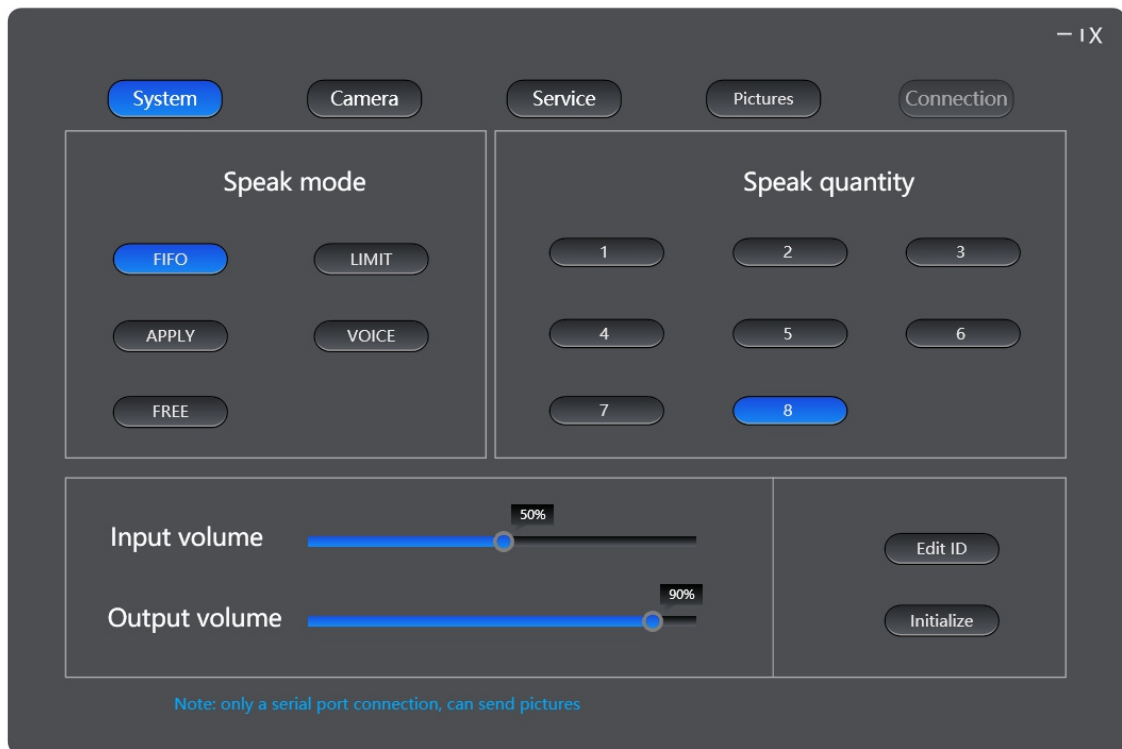 System Camera Service Pictures Connection
Speak mode
FIFO LIMIT
APPLY VOICE
FREE
Speak quantity
1 2 3
4 5 6
7 8
50%
Input volume
90%
Output volume
Edit ID
Initialize
Note: only a serial port connection, can send pictures